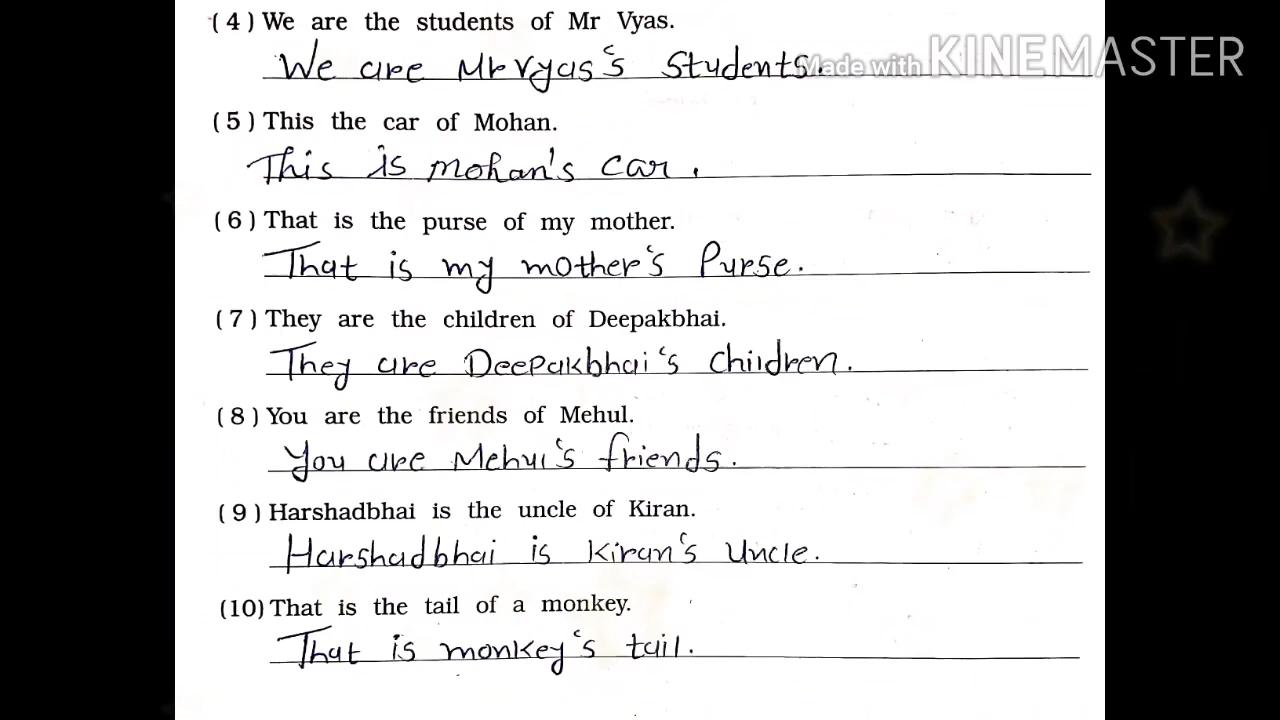 (4) We are the students of Mr Vyas.
We are Mr Vyas's Students.
Made with KINEMASTER
(5) This the car of Mohan.
This is mohan's car.
(6) That is the purse of my mother.
That is my mother's Purse.
(7) They are the children of Deepakbhai.
They are Deepakbhai's children.
(8) You are the friends of Mehul.
You are Mehul's friends.
(9) Harshadbhai is the uncle of Kiran.
Harshadbhai is Kiran's Uncle.
(10) That is the tail of a monkey.
That is monkey's tail.